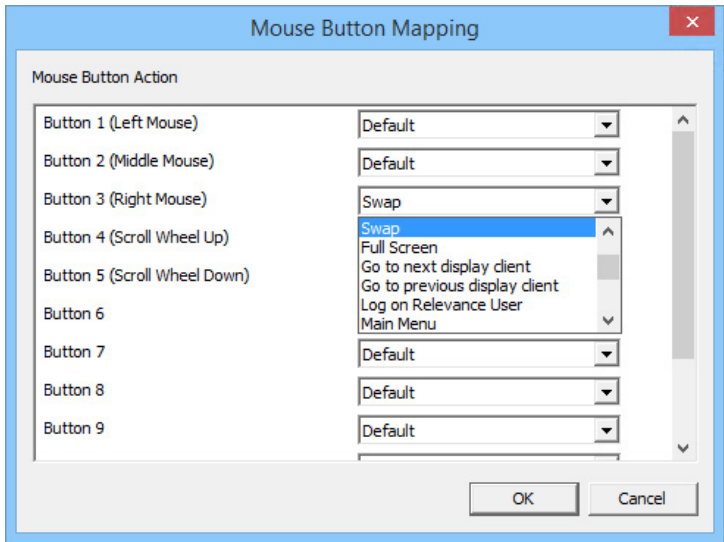 Mouse Button Mapping
Mouse Button Action
Button 1 (Left Mouse) Default
Button 2 (Middle Mouse) Default
Button 3 (Right Mouse) Swap
Button 4 (Scroll Wheel Up)
Button 5 (Scroll Wheel Down)
Button 6
Swap
Full Screen
Go to next display client
Go to previous display client
Log on Relevance User
Main Menu
Button 7 Default
Button 8 Default
Button 9 Default
OK Cancel